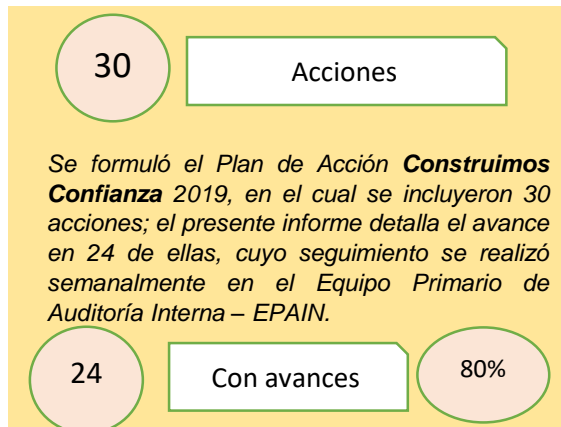 30
Acciones
Se formuló el Plan de Acción Construimos
Confianza 2019, en el cual se incluyeron 30
acciones; el presente informe detalla el avance
en 24 de ellas, cuyo seguimiento se realizó
semanalmente en el Equipo Primario de
Auditoría Interna – EPAIN.
24
Con avances
80%